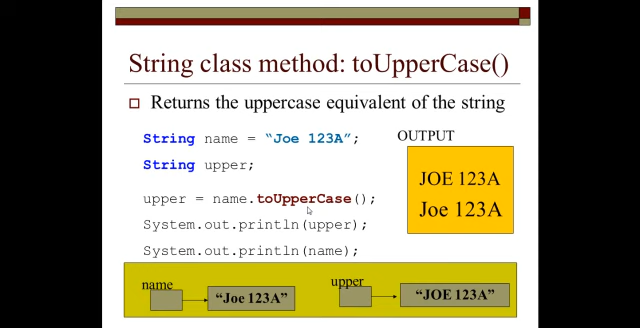 String class method: toUpperCase()
Returns the uppercase equivalent of the string
String name = “Joe 123A”;
String upper;
upper = name.toUpperCase();
System.out.println(upper);
System.out.println(name);
OUTPUT
JOE 123A
Joe 123A
name
“Joe 123A”
upper
“JOE 123A”